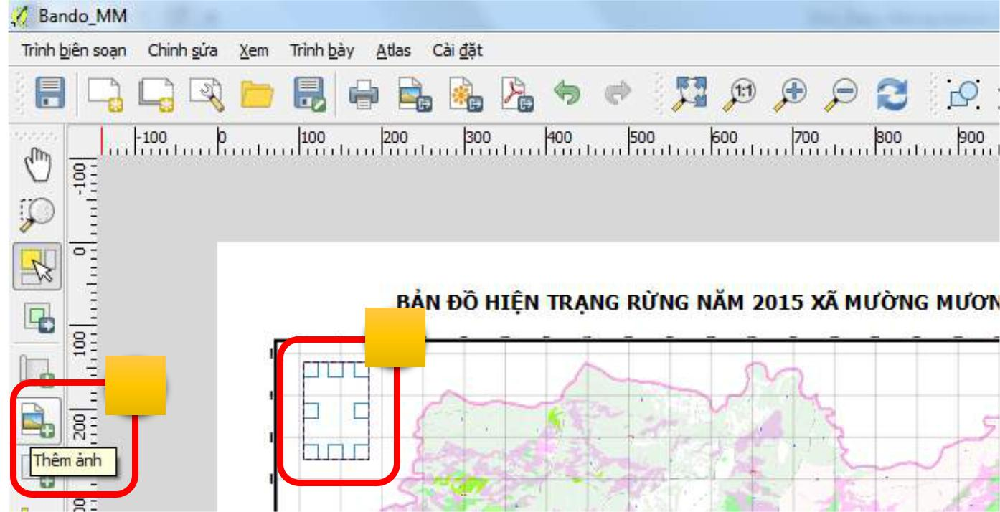 Bando_MM
Trình biên soạn Chỉnh sửa Xem Trình bày Atlas Cài đặt
1:1
-100 0 100 200 300 400 500 600 700 800 900
-100
0
100
200
BẢN ĐỒ HIỆN TRẠNG RỪNG NĂM 2015 XÃ MƯỜNG MƯƠN
Thêm ảnh